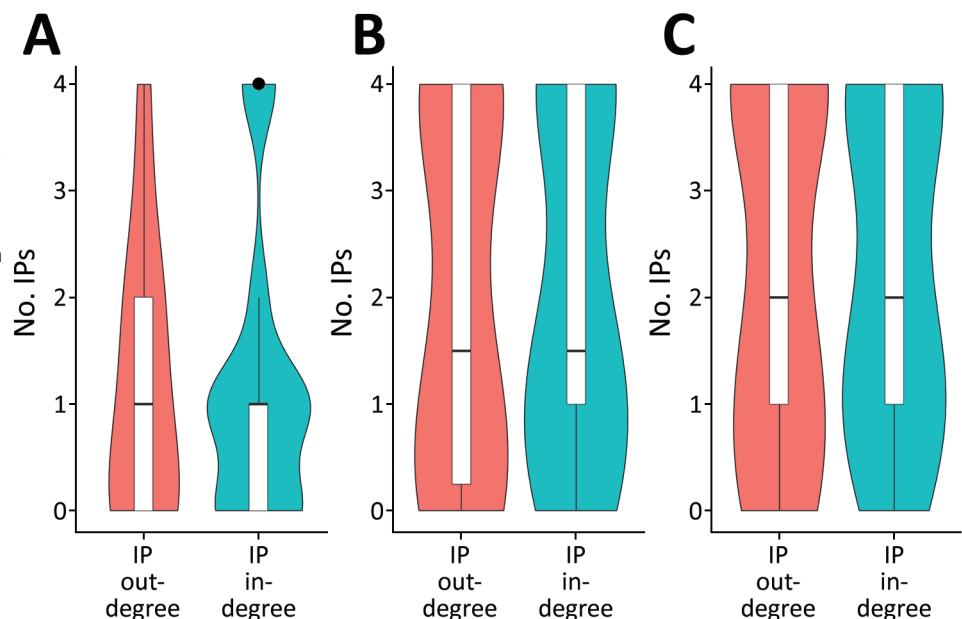 A
B
C
No. IPs
4
3
2
1
0
IP
out-
degree
IP
in-
degree
No. IPs
4
3
2
1
0
IP
out-
degree
IP
in-
degree
No. IPs
4
3
2
1
0
IP
out-
degree
IP
in-
degree